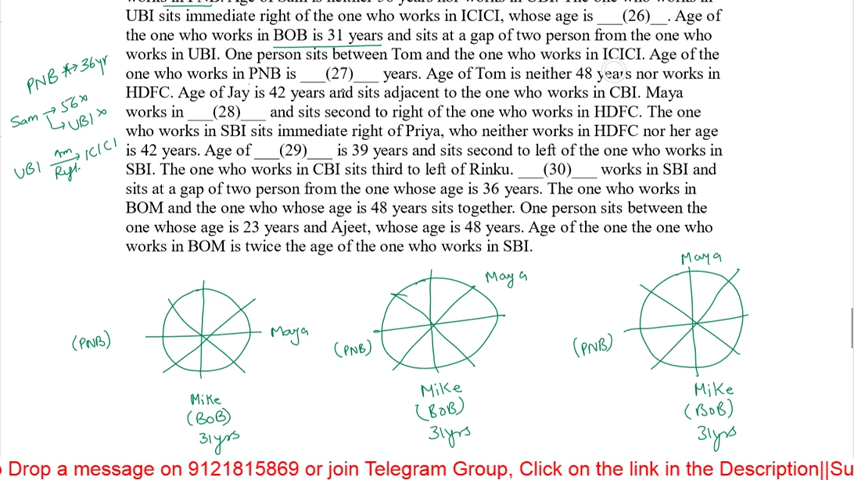 UBI sits immediate right of the one who works in ICICI, whose age is ___(26)__. Age of
the one who works in BOB is 31 years and sits at a gap of two person from the one who
works in UBI. One person sits between Tom and the one who works in ICICI. Age of the
one who works in PNB is ___(27)___ years. Age of Tom is neither 48 years nor works in
HDFC. Age of Jay is 42 years and sits adjacent to the one who works in CBI. Maya
works in ___(28)___ and sits second to right of the one who works in HDFC. The one
who works in SBI sits immediate right of Priya, who neither works in HDFC nor her age
is 42 years. Age of ___(29)___ is 39 years and sits second to left of the one who works in
SBI. The one who works in CBI sits third to left of Rinku. ___(30)___ works in SBI and
sits at a gap of two person from the one whose age is 36 years. The one who works in
BOM and the one who whose age is 48 years sits together. One person sits between the
one whose age is 23 years and Ajeet, whose age is 48 years. Age of the one the one who
works in BOM is twice the age of the one who works in SBI.
PNB → 36yr
Sam → 56 x
↳ UBI x
UBI Im Rgt. → ICICI
(PNB)
Maya
Mike
(BOB)
31yrs
Maya
(PNB)
Mike
(BOB)
31yrs
Maya
(PNB)
Mike
(BOB)
31yrs
Drop a message on 9121815869 or join Telegram Group, Click on the link in the Description||Su